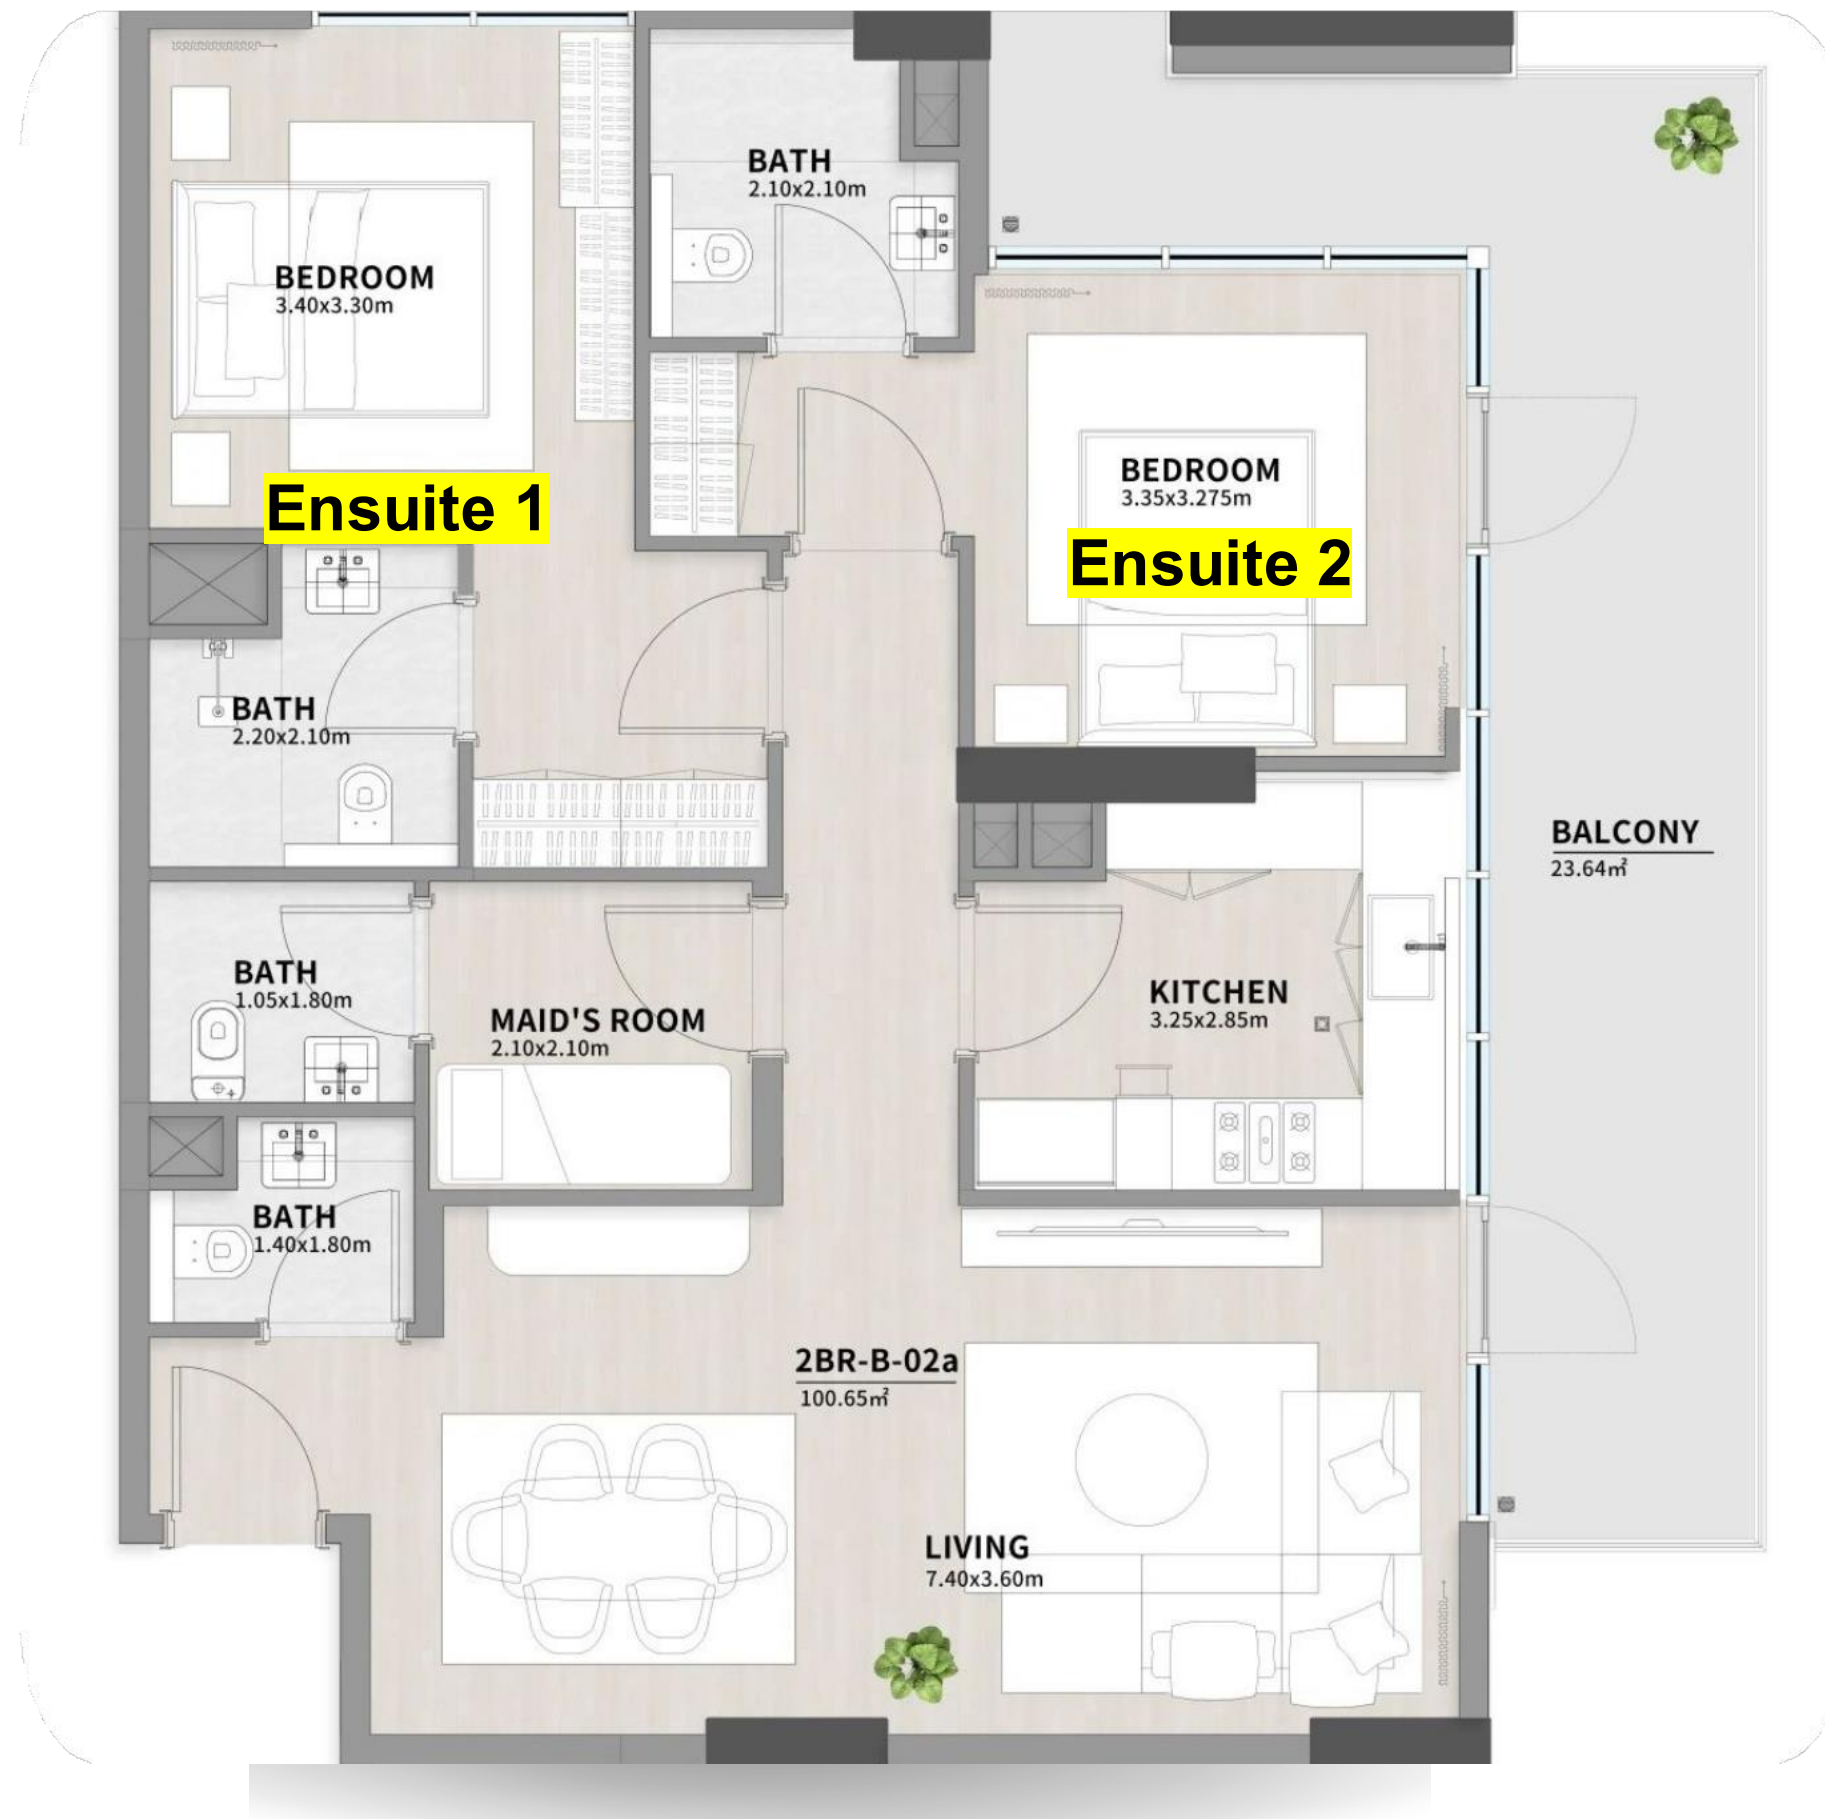 BATH
2.10x2.10m
BEDROOM
3.40x3.30m
BEDROOM
3.35x3.275m
Ensuite 1
Ensuite 2
BATH
2.20x2.10m
BALCONY
23.64㎡
BATH
1.05x1.80m
MAID'S ROOM
2.10x2.10m
KITCHEN
3.25x2.85m
BATH
1.40x1.80m
2BR-B-02a
100.65㎡
LIVING
7.40x3.60m